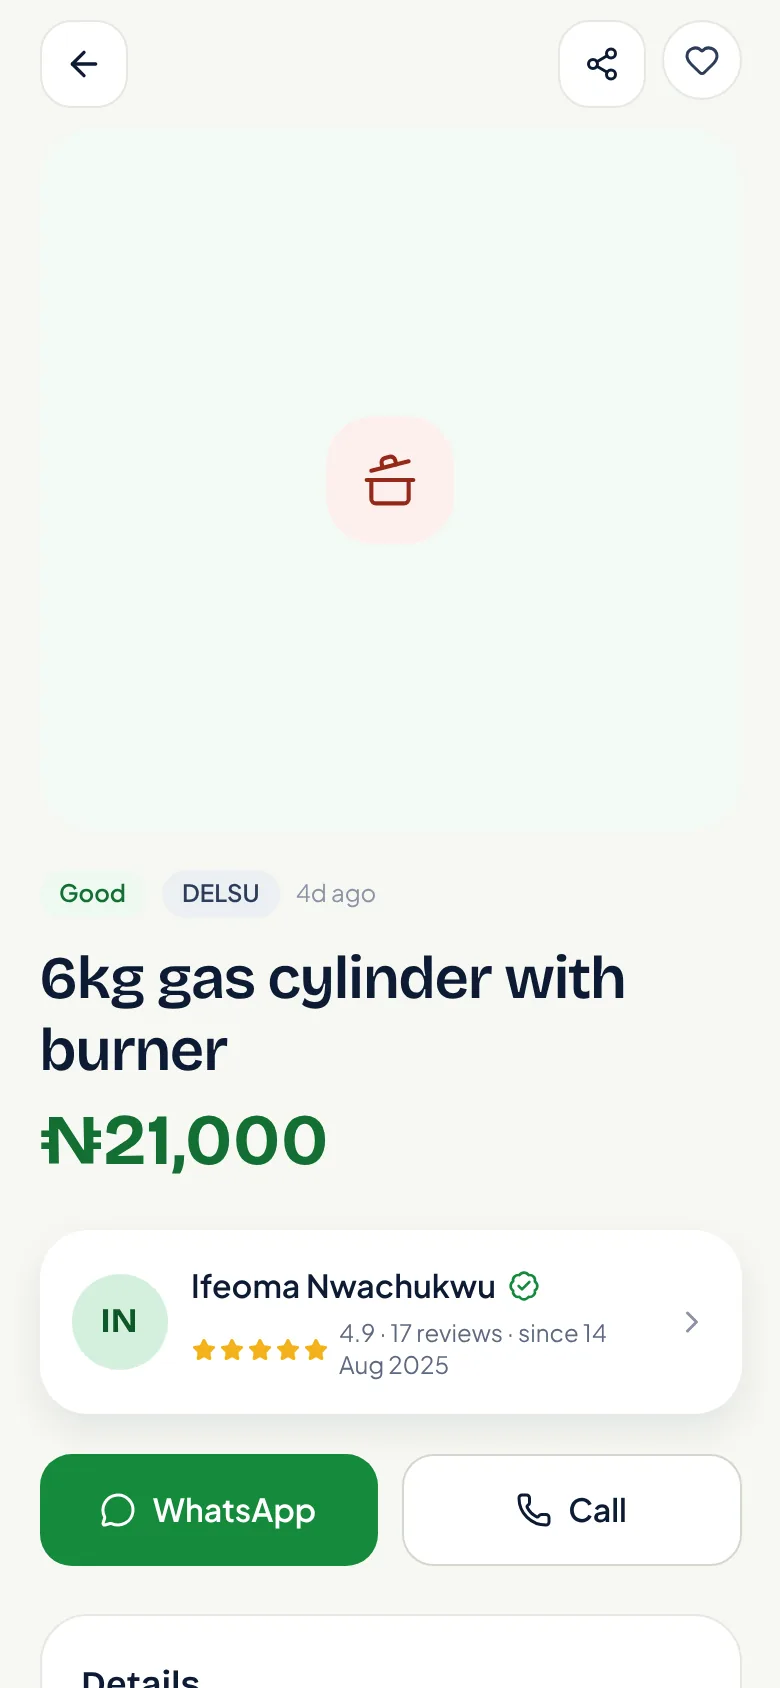 Good
DELSU
4d ago
6kg gas cylinder with
burner
₦21,000
IN
Ifeoma Nwachukwu
4.9 · 17 reviews · since 14
Aug 2025
WhatsApp
Call
Details